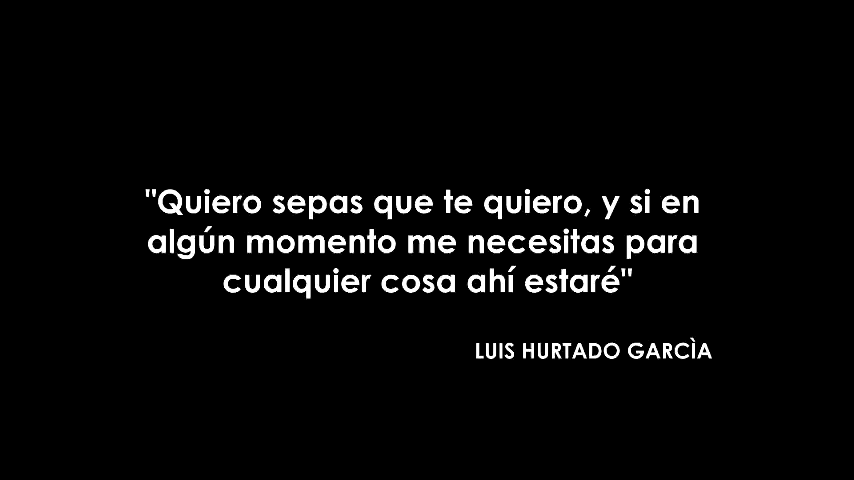 "Quiero sepas que te quiero, y si en
algún momento me necesitas para
cualquier cosa ahí estaré"
LUIS HURTADO GARCÌA